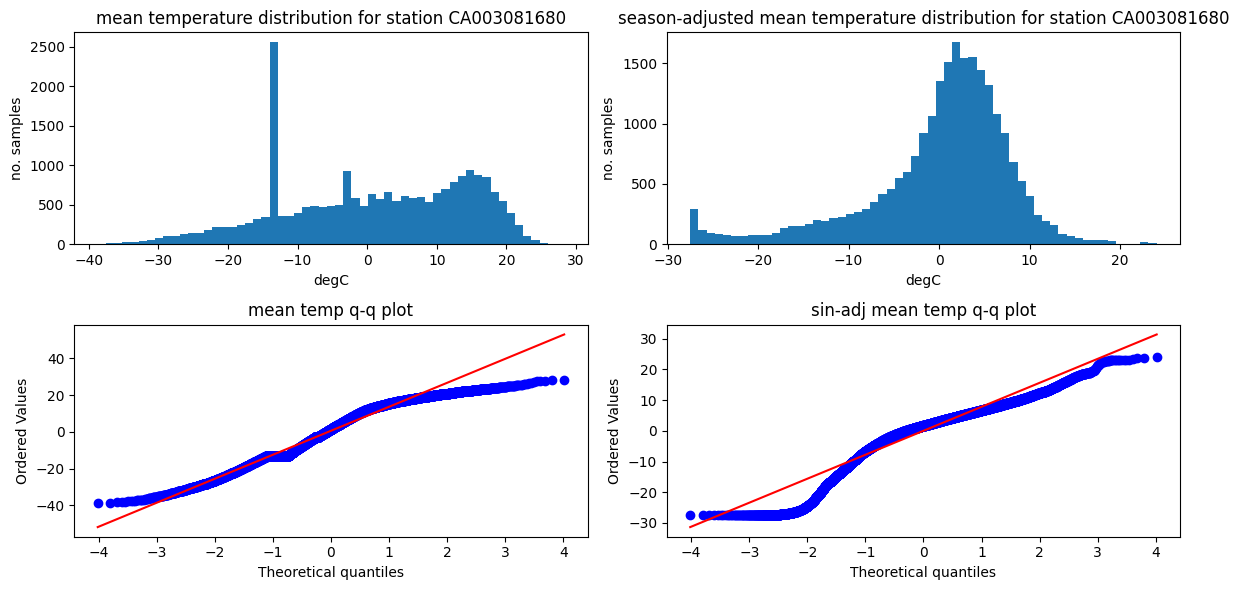 mean temperature distribution for station CA003081680
no. samples
2500
2000
1500
1000
500
0
−40 −30 −20 −10 0 10 20 30
degC
season-adjusted mean temperature distribution for station CA003081680
no. samples
1500
1000
500
0
−30 −20 −10 0 10 20
degC
mean temp q-q plot
Ordered Values
40
20
0
−20
−40
−4 −3 −2 −1 0 1 2 3 4
Theoretical quantiles
sin-adj mean temp q-q plot
Ordered Values
30
20
10
0
−10
−20
−30
−4 −3 −2 −1 0 1 2 3 4
Theoretical quantiles